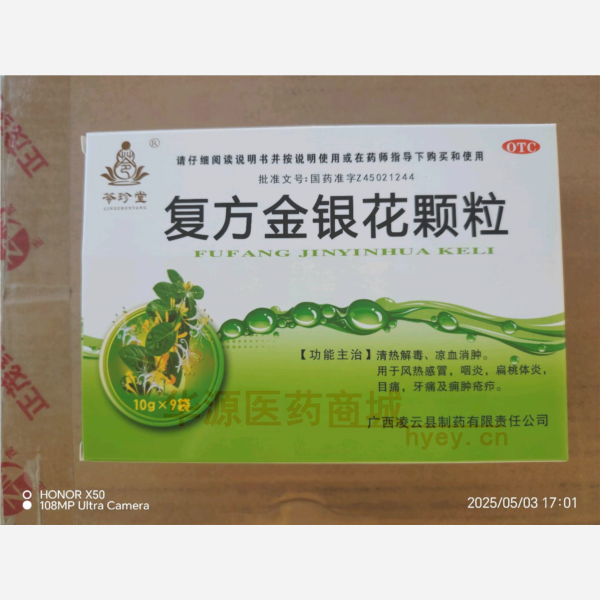 请仔细阅读说明书并按说明使用或在药师指导下购买和使用
OTC
批准文号:国药准字Z45021244
苓珍堂
复方金银花颗粒
FUFANG JINYINHUA KELI
【功能主治】清热解毒、凉血消肿。
用于风热感冒，咽炎，扁桃体炎，
目痛，牙痛及痈肿疮疖。
10g×9袋
源医药商城
广西凌云县制药有限责任公司
hyey.cn
HONOR X50
108MP Ultra Camera
2025/05/03 17:01